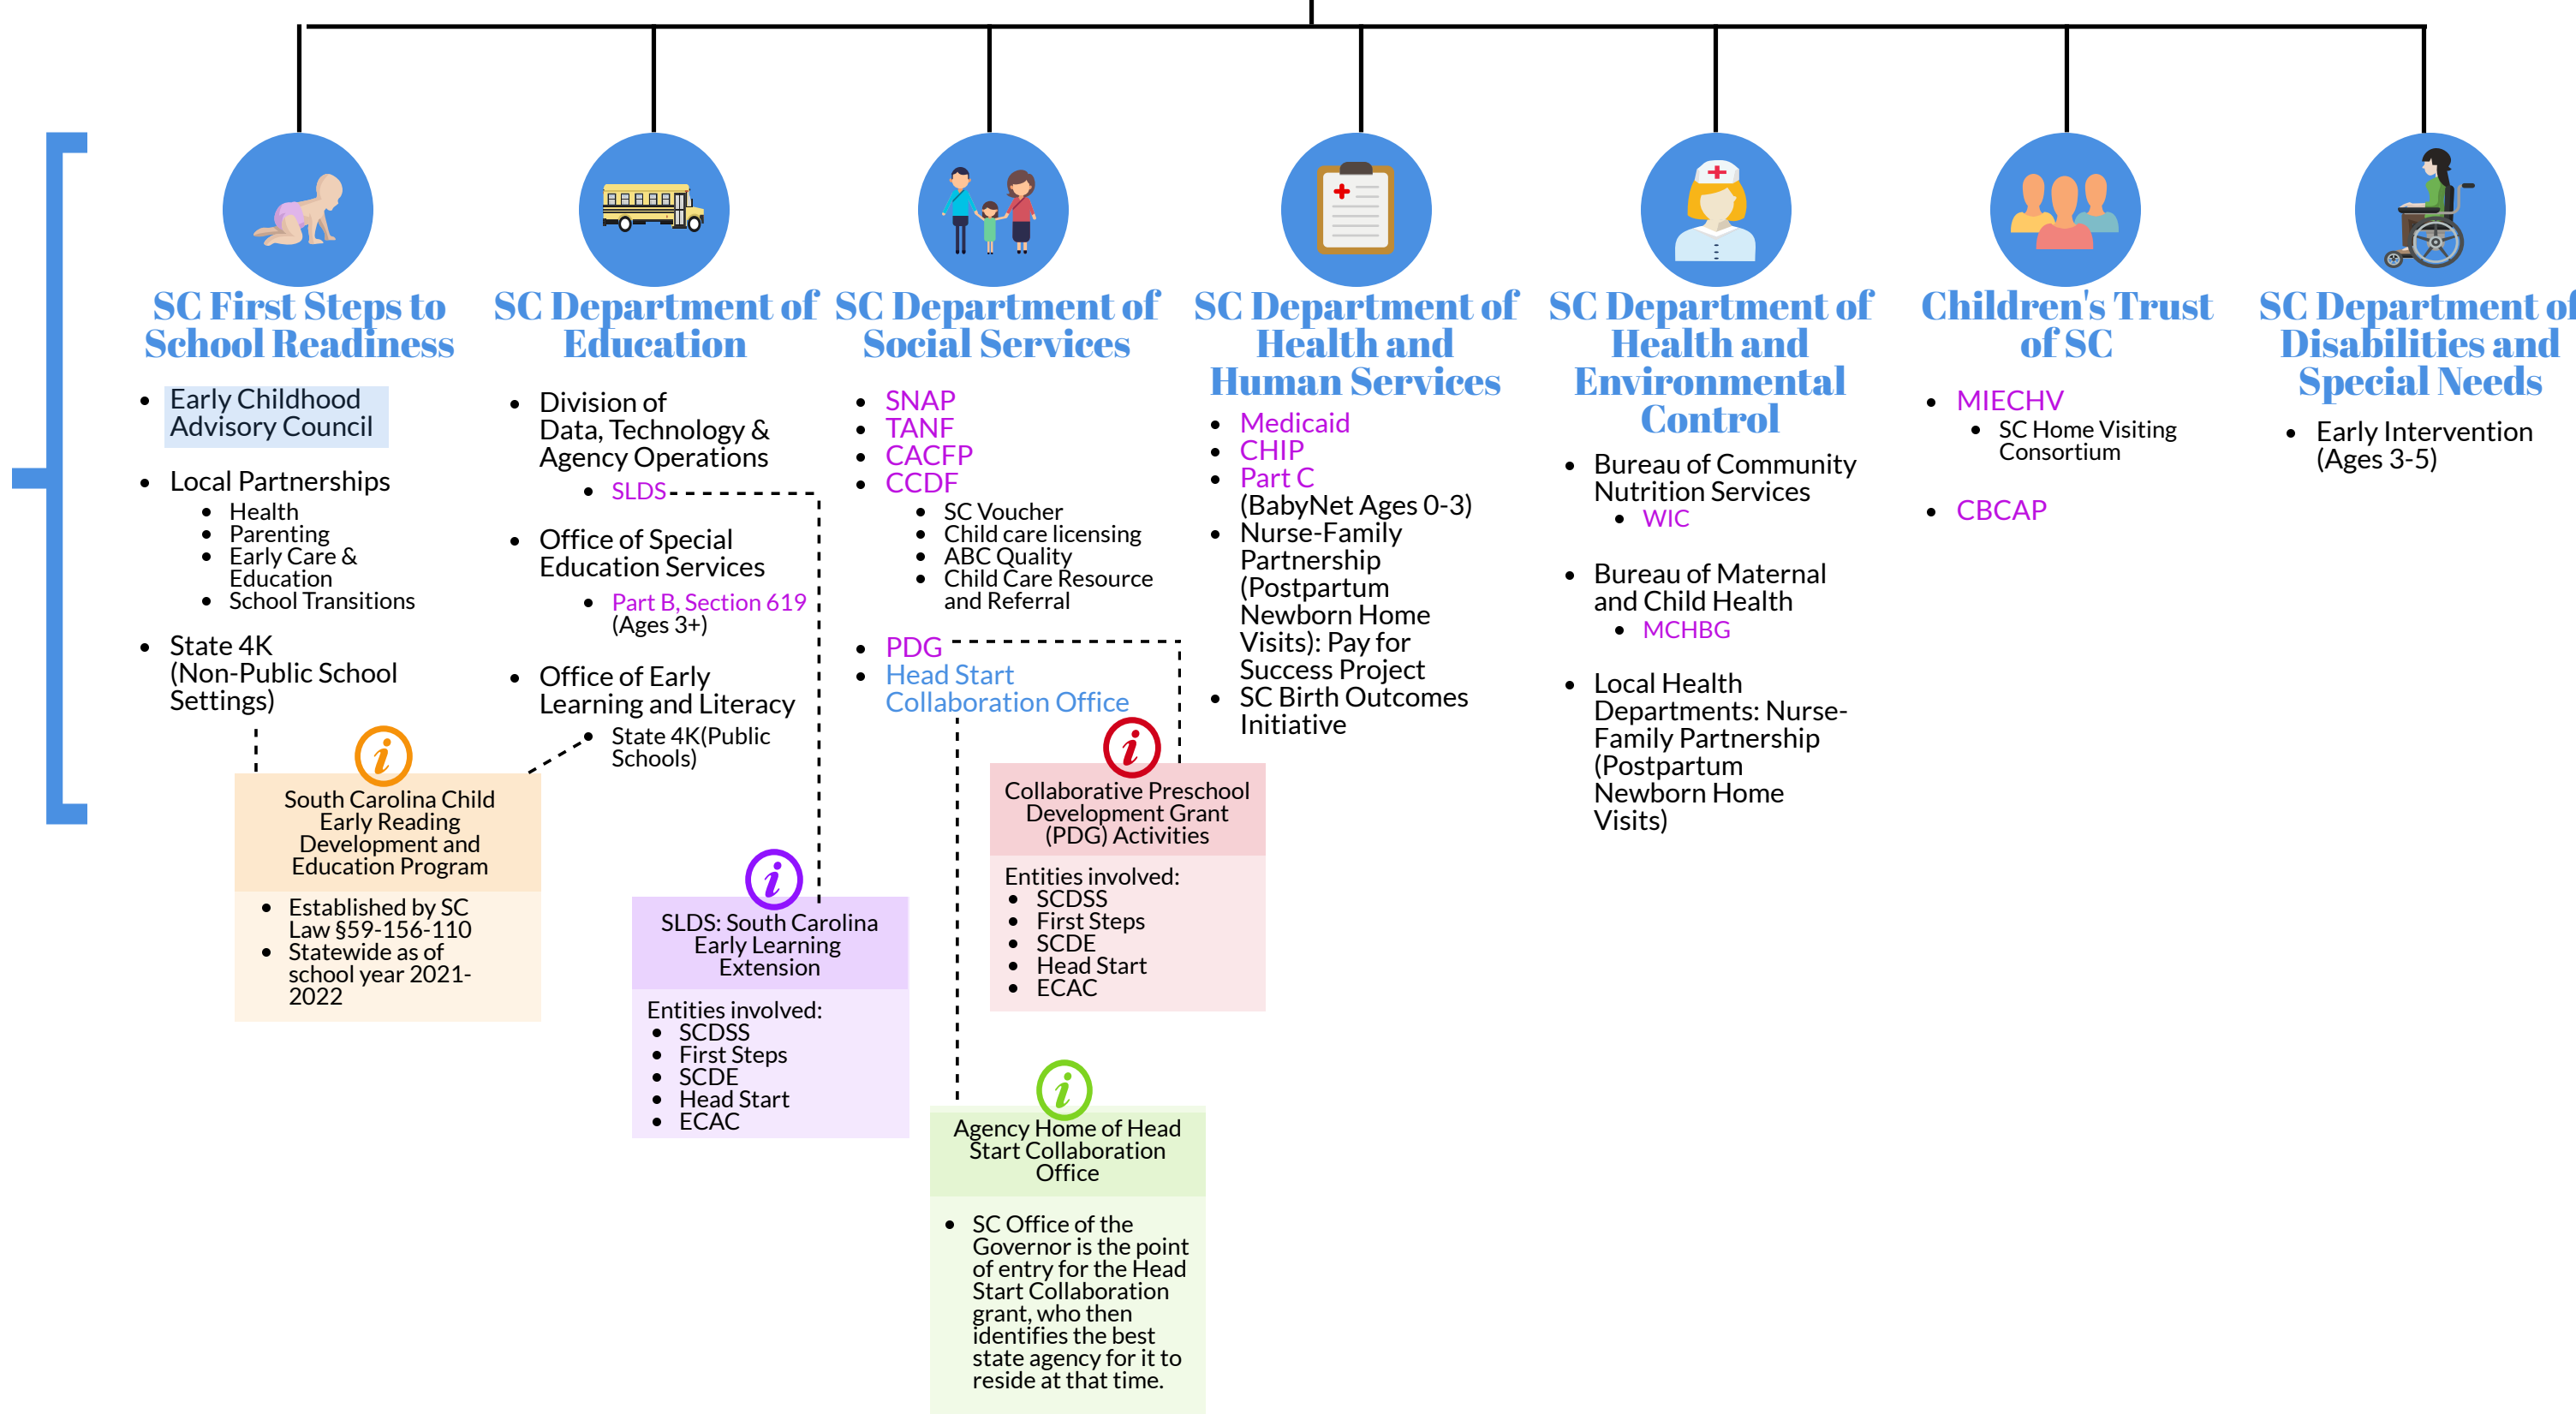 SC First Steps to
School Readiness
Early Childhood
Advisory Council
Local Partnerships
Health
Parenting
Early Care &
Education
School Transitions
State 4K
(Non-Public School
Settings)
South Carolina Child
Early Reading
Development and
Education Program
Established by SC
Law §59-156-110
Statewide as of
school year 2021-
2022
SC Department of
Education
Division of
Data, Technology &
Agency Operations
SLDS
Office of Special
Education Services
Part B, Section 619
(Ages 3+)
Office of Early
Learning and Literacy
State 4K(Public
Schools)
SLDS: South Carolina
Early Learning
Extension
Entities involved:
SCDSS
First Steps
SCDE
Head Start
ECAC
SC Department of
Social Services
SNAP
TANF
CACFP
CCDF
SC Voucher
Child care licensing
ABC Quality
Child Care Resource
and Referral
PDG
Head Start
Collaboration Office
Collaborative Preschool
Development Grant
(PDG) Activities
Entities involved:
SCDSS
First Steps
SCDE
Head Start
ECAC
Agency Home of Head
Start Collaboration
Office
SC Office of the
Governor is the point
of entry for the Head
Start Collaboration
grant, who then
identifies the best
state agency for it to
reside at that time.
SC Department of
Health and
Human Services
Medicaid
CHIP
Part C
(BabyNet Ages 0-3)
Nurse-Family
Partnership
(Postpartum
Newborn Home
Visits): Pay for
Success Project
SC Birth Outcomes
Initiative
SC Department of
Health and
Environmental
Control
Bureau of Community
Nutrition Services
WIC
Bureau of Maternal
and Child Health
MCHBG
Local Health
Departments: Nurse-
Family Partnership
(Postpartum
Newborn Home
Visits)
Children's Trust
of SC
MIECHV
SC Home Visiting
Consortium
CBCAP
SC Department of
Disabilities and
Special Needs
Early Intervention
(Ages 3-5)